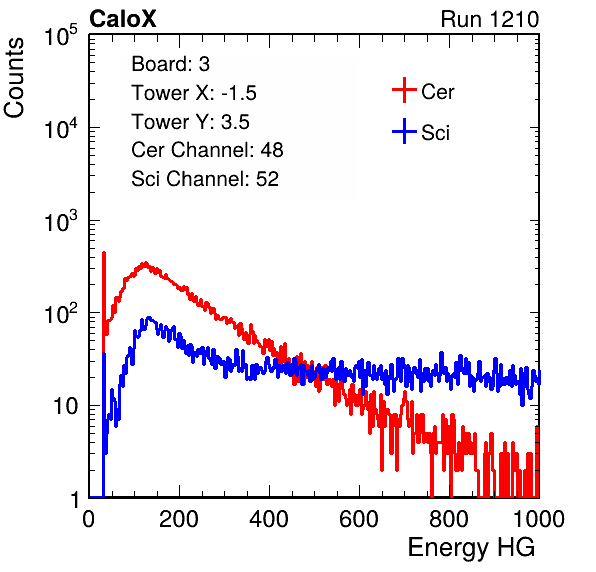 CaloX Run 1210
Counts
10^5
10^4
10^3
10^2
10
1
Board: 3
Tower X: -1.5
Tower Y: 3.5
Cer Channel: 48
Sci Channel: 52
Cer
Sci
0 200 400 600 800 1000
Energy HG